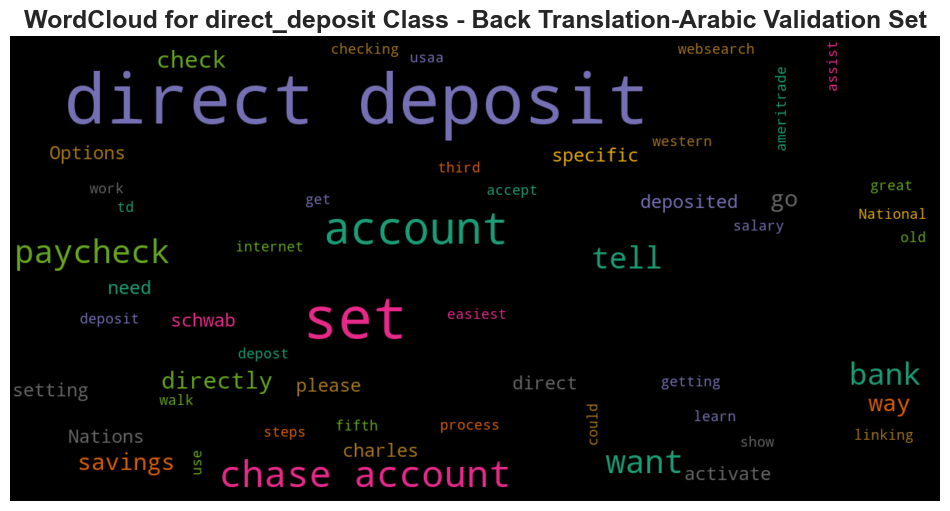 WordCloud for direct_deposit Class - Back Translation-Arabic Validation Set
checking
usaa
websearch
assist
check
direct deposit
ameritrade
Options
third
specific
western
work
td
get
accept
deposited
go
great
salary
National
old
account
paycheck
internet
tell
need
deposit
schwab
set
easiest
depost
setting
directly
walk
please
direct
getting
bank
way
learn
could
linking
Nations
steps
fifth
process
show
savings
use
charles
chase account
want
activate